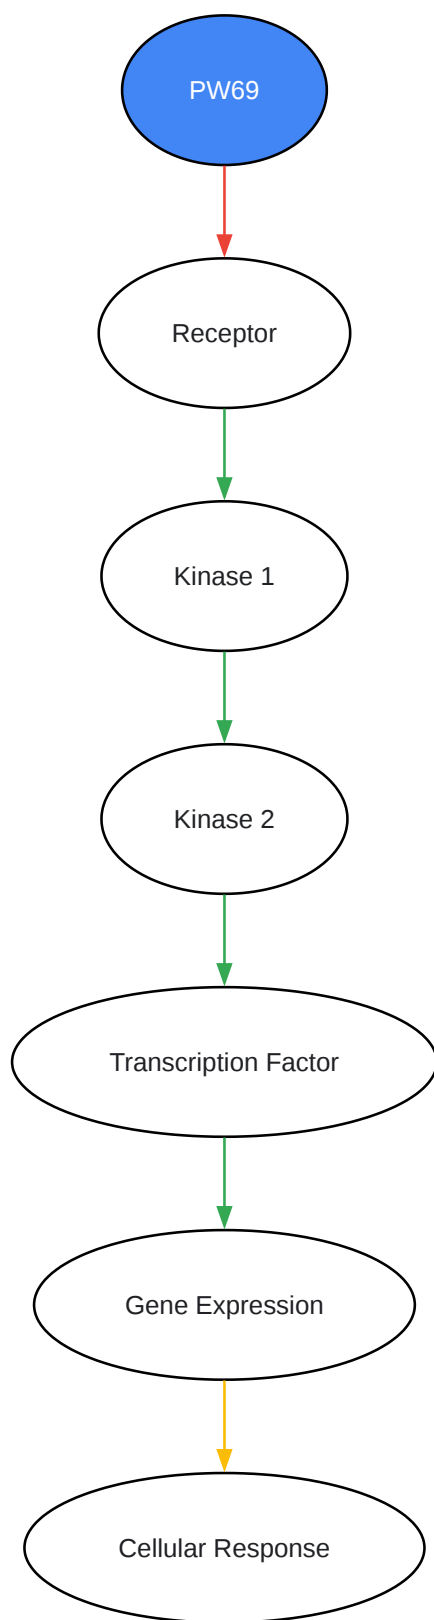 PW69
Receptor
Kinase 1
Kinase 2
Transcription Factor
Gene Expression
Cellular Response